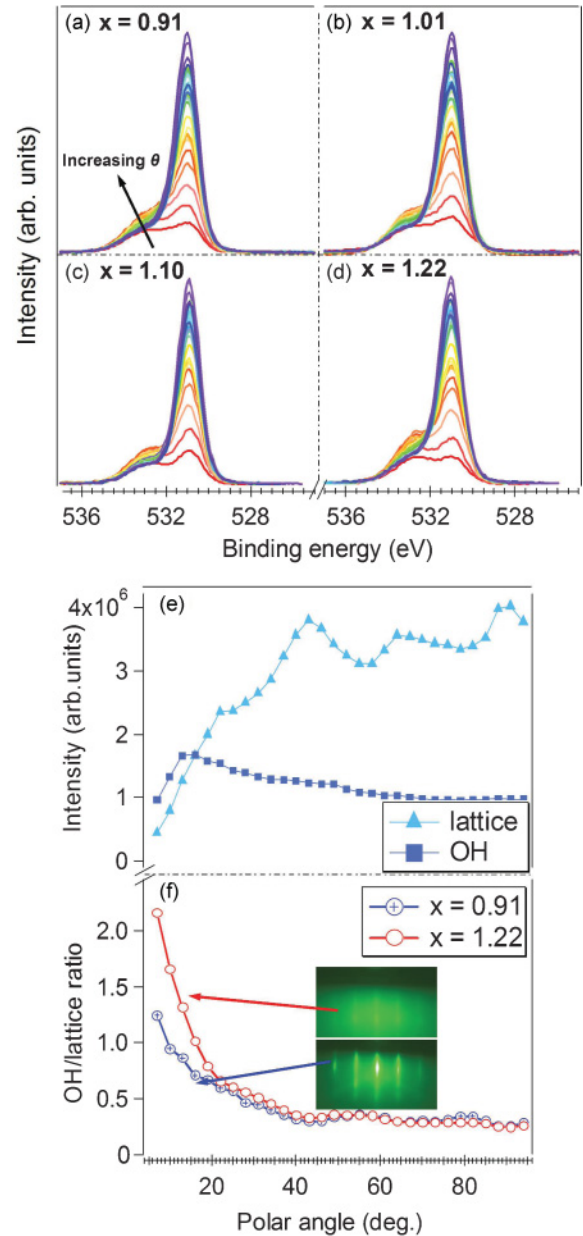 (a) x = 0.91
(b) x = 1.01
Increasing θ
(c) x = 1.10
(d) x = 1.22
Intensity (arb. units)
536 532 528 536 532 528
Binding energy (eV)
4x10⁶ (e)
3
2
1
0
Intensity (arb.units)
lattice
OH
(f)
x = 0.91
x = 1.22
2.0
1.5
1.0
0.5
0
OH/lattice ratio
20 40 60 80
Polar angle (deg.)